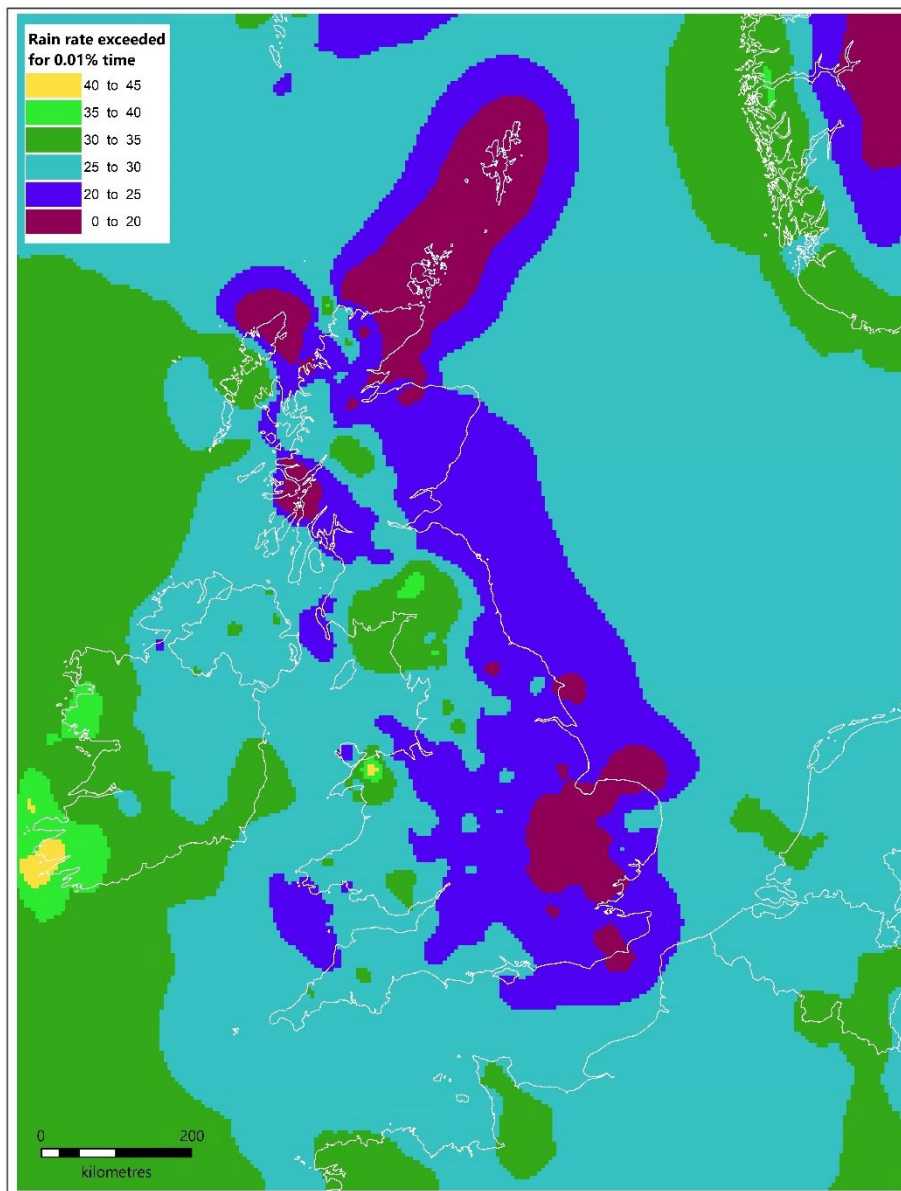 Rain rate exceeded
for 0.01% time
40 to 45
35 to 40
30 to 35
25 to 30
20 to 25
0 to 20
0 200
kilometres